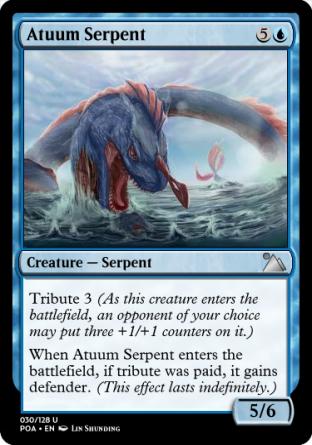 Atuum Serpent 5
Creature — Serpent
Tribute 3 (As this creature enters the
battlefield, an opponent of your choice
may put three +1/+1 counters on it.)
When Atuum Serpent enters the
battlefield, if tribute was paid, it gains
defender. (This effect lasts indefinitely.)
5/6
030/128 U
POA • EN Lin Shunding